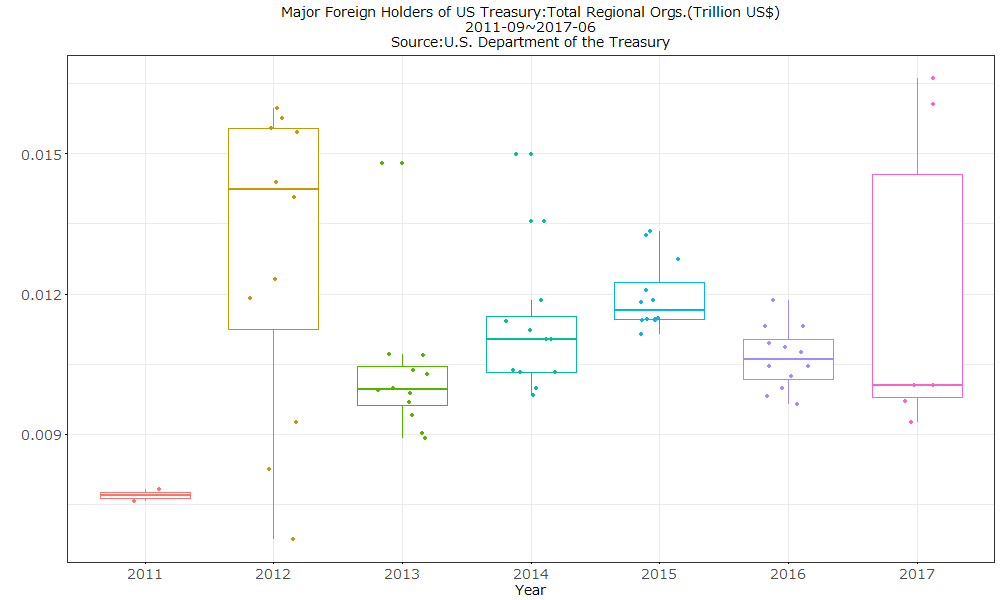 Major Foreign Holders of US Treasury:Total Regional Orgs.(Trillion US$)
2011-09~2017-06
Source:U.S. Department of the Treasury
0.015
0.012
0.009
2011 2012 2013 2014 2015 2016 2017
Year